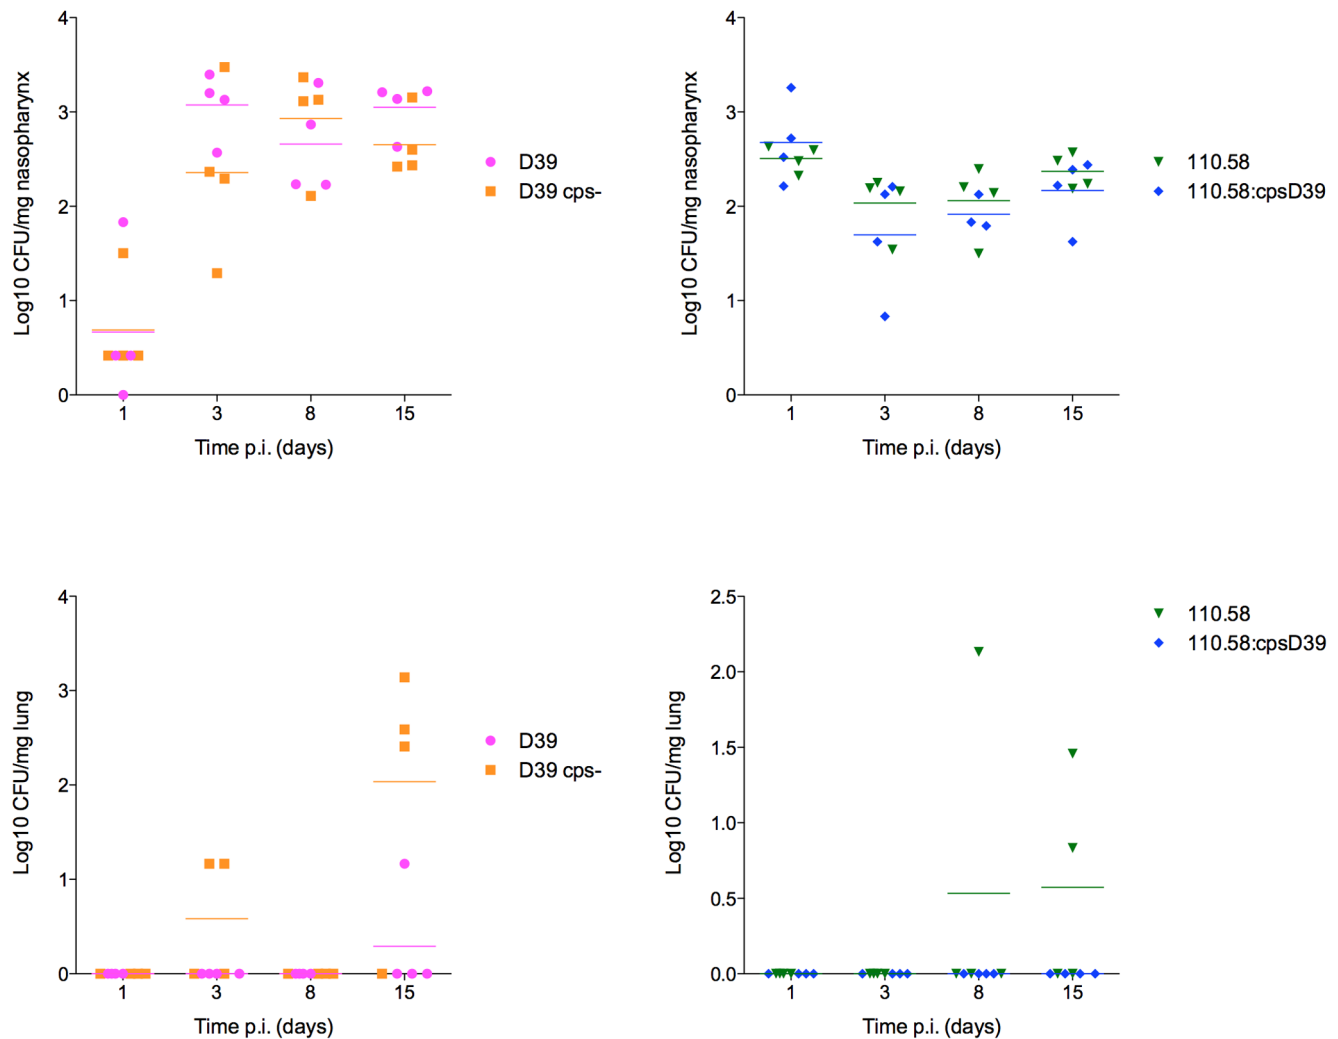 Log10 CFU/mg nasopharynx
4
3
2
1
0
1 3 8 15
Time p.i. (days)
D39
D39 cps-
Log10 CFU/mg nasopharynx
4
3
2
1
0
1 3 8 15
Time p.i. (days)
110.58
110.58:cpsD39
Log10 CFU/mg lung
4
3
2
1
0
1 3 8 15
Time p.i. (days)
D39
D39 cps-
Log10 CFU/mg lung
2.5
2.0
1.5
1.0
0.5
0.0
1 3 8 15
Time p.i. (days)
110.58
110.58:cpsD39